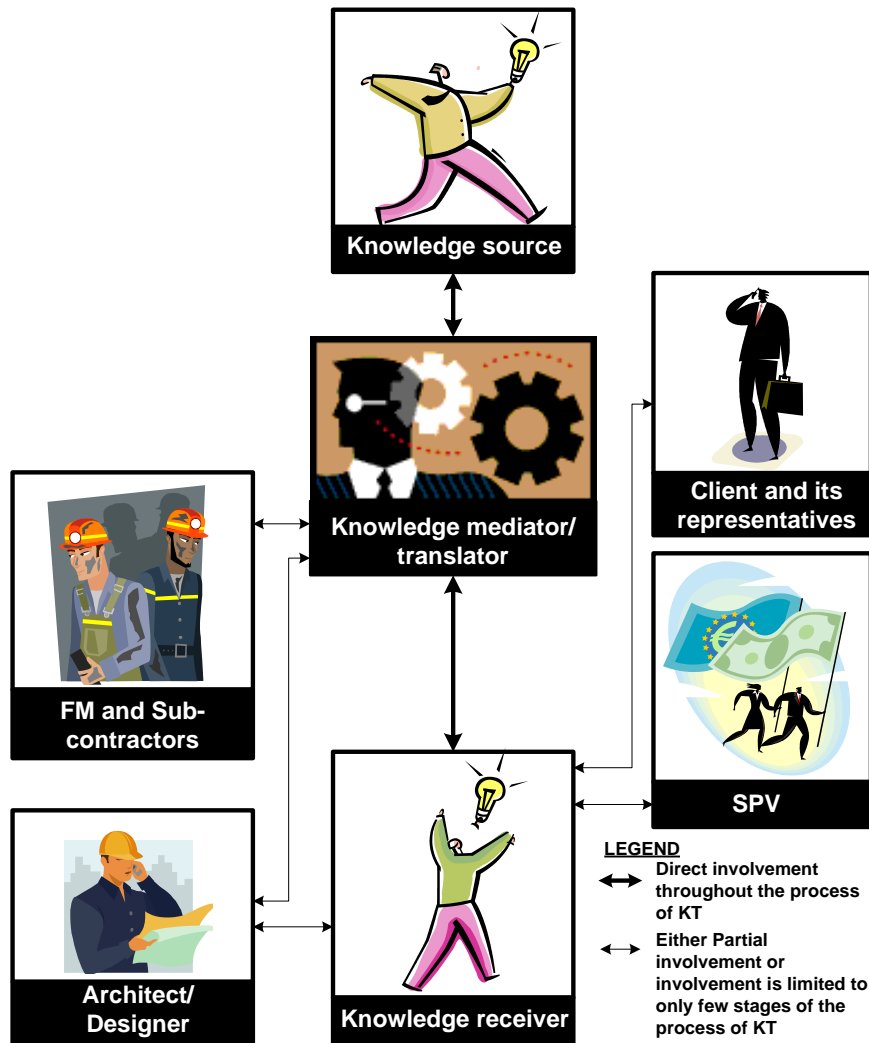 Knowledge source
Knowledge mediator/
translator
Client and its
representatives
FM and Sub-
contractors
SPV
Architect/
Designer
Knowledge receiver
LEGEND
Direct involvement
throughout the process
of KT
Either Partial
involvement or
involvement is limited to
only few stages of the
process of KT